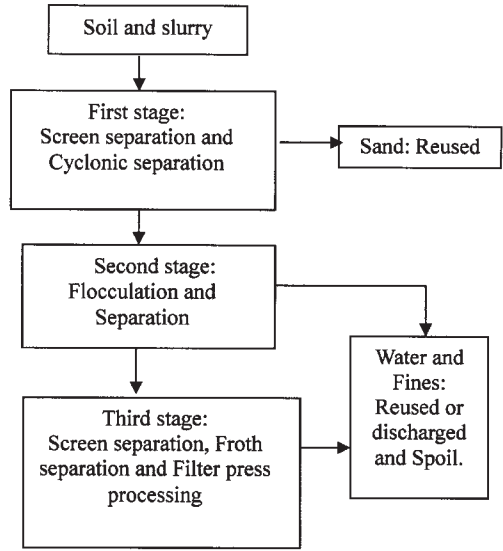 Soil and slurry
First stage:
Screen separation and
Cyclonic separation
Sand: Reused
Second stage:
Flocculation and
Separation
Water and
Fines:
Reused or
discharged
and Spoil.
Third stage:
Screen separation, Froth
separation and Filter press
processing